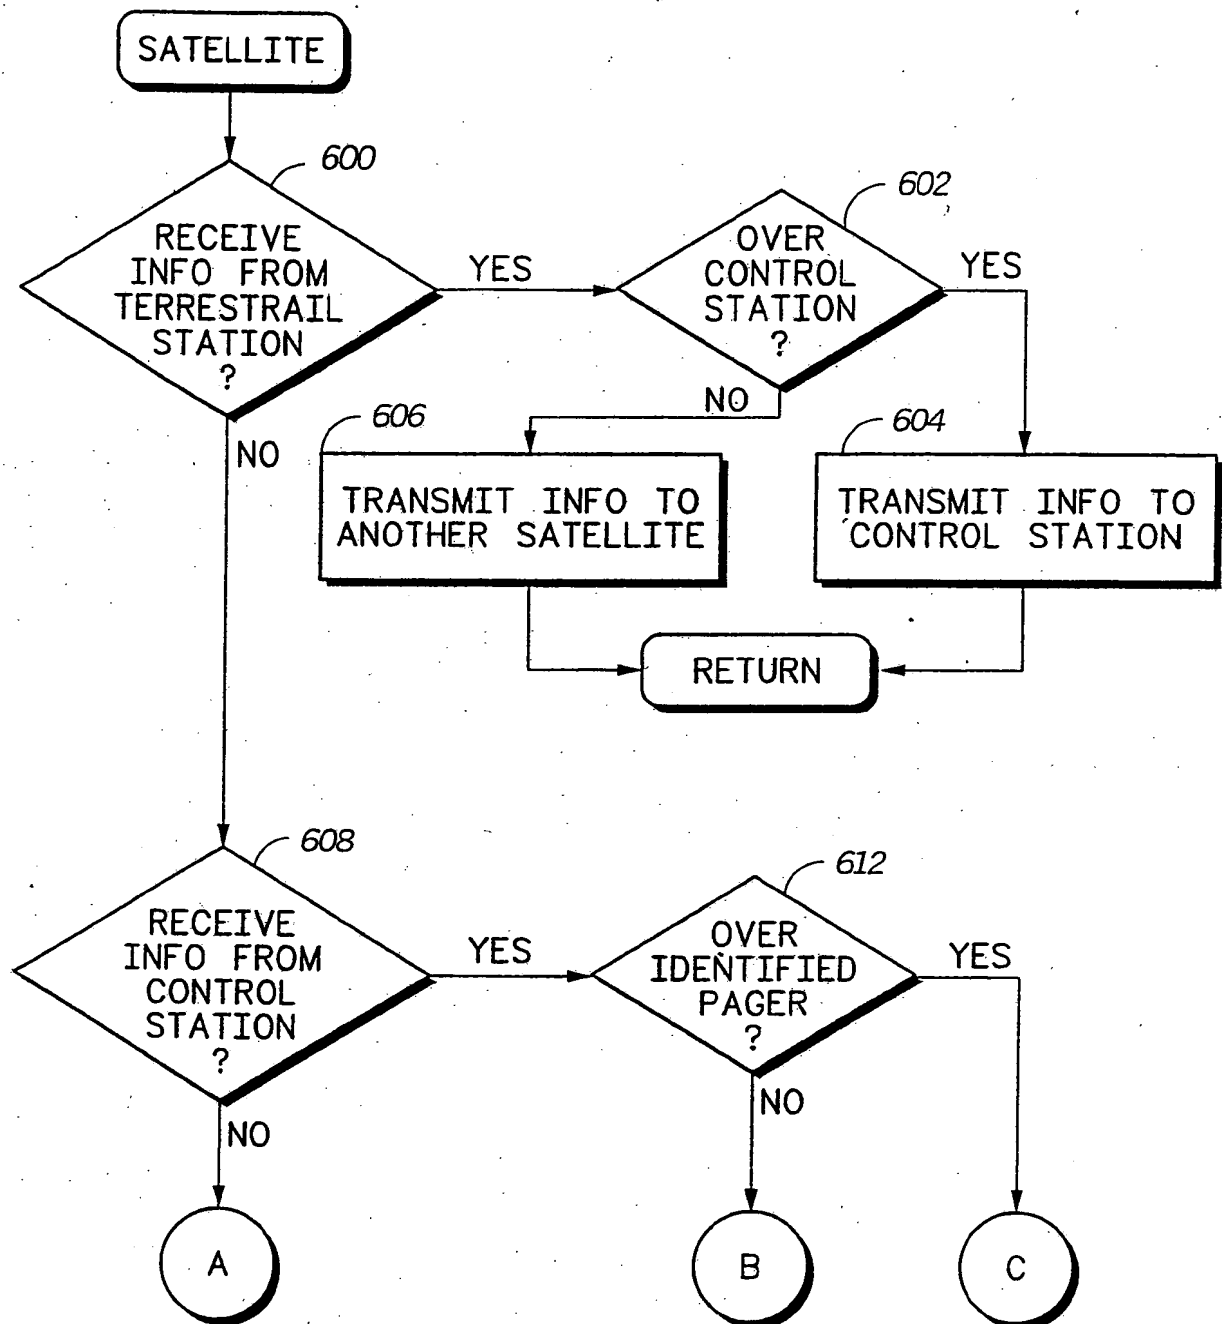 SATELLITE
600
RECEIVE
INFO FROM
TERRESTRAIL
STATION
?
YES
NO
602
OVER
CONTROL
STATION
?
YES
NO
606
TRANSMIT INFO TO
ANOTHER SATELLITE
604
TRANSMIT INFO TO
CONTROL STATION
RETURN
608
RECEIVE
INFO FROM
CONTROL
STATION
?
YES
NO
612
OVER
IDENTIFIED
PAGER
?
YES
NO
A
B
C